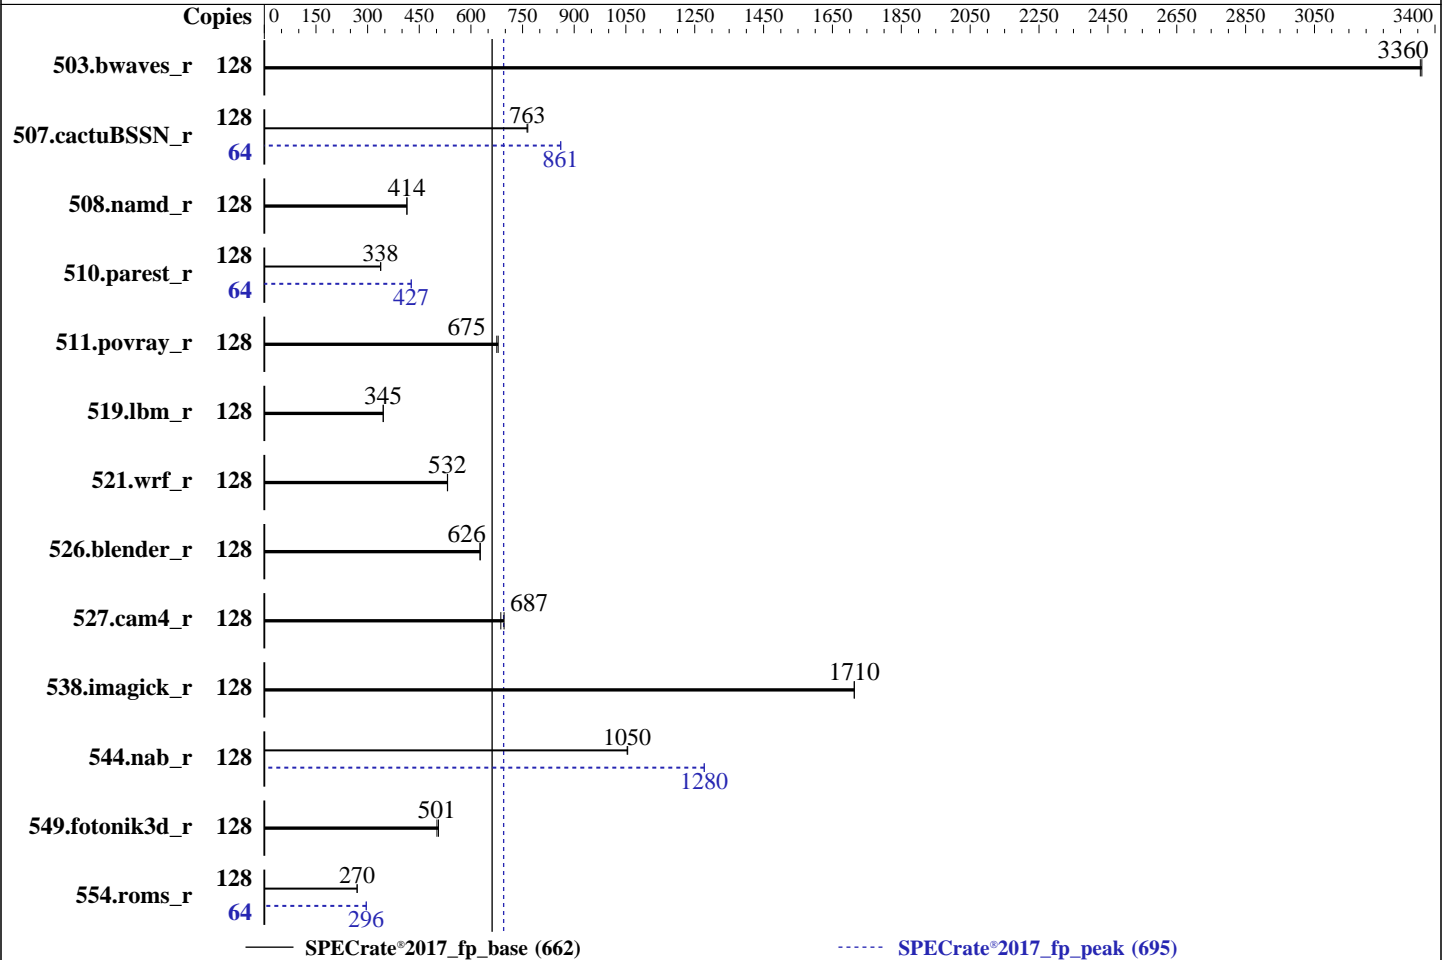 Copies 0 150 300 450 600 750 900 1050 1250 1450 1650 1850 2050 2250 2450 2650 2850 3050 3400
503.bwaves_r 128 3360
507.cactuBSSN_r 128 763
64 861
508.namd_r 128 414
510.parest_r 128 338
64 427
511.povray_r 128 675
519.lbm_r 128 345
521.wrf_r 128 532
526.blender_r 128 626
527.cam4_r 128 687
538.imagick_r 128 1710
544.nab_r 128 1050
1280
549.fotonik3d_r 128 501
554.roms_r 128 270
64 296
SPECrate®2017_fp_base (662) SPECrate®2017_fp_peak (695)